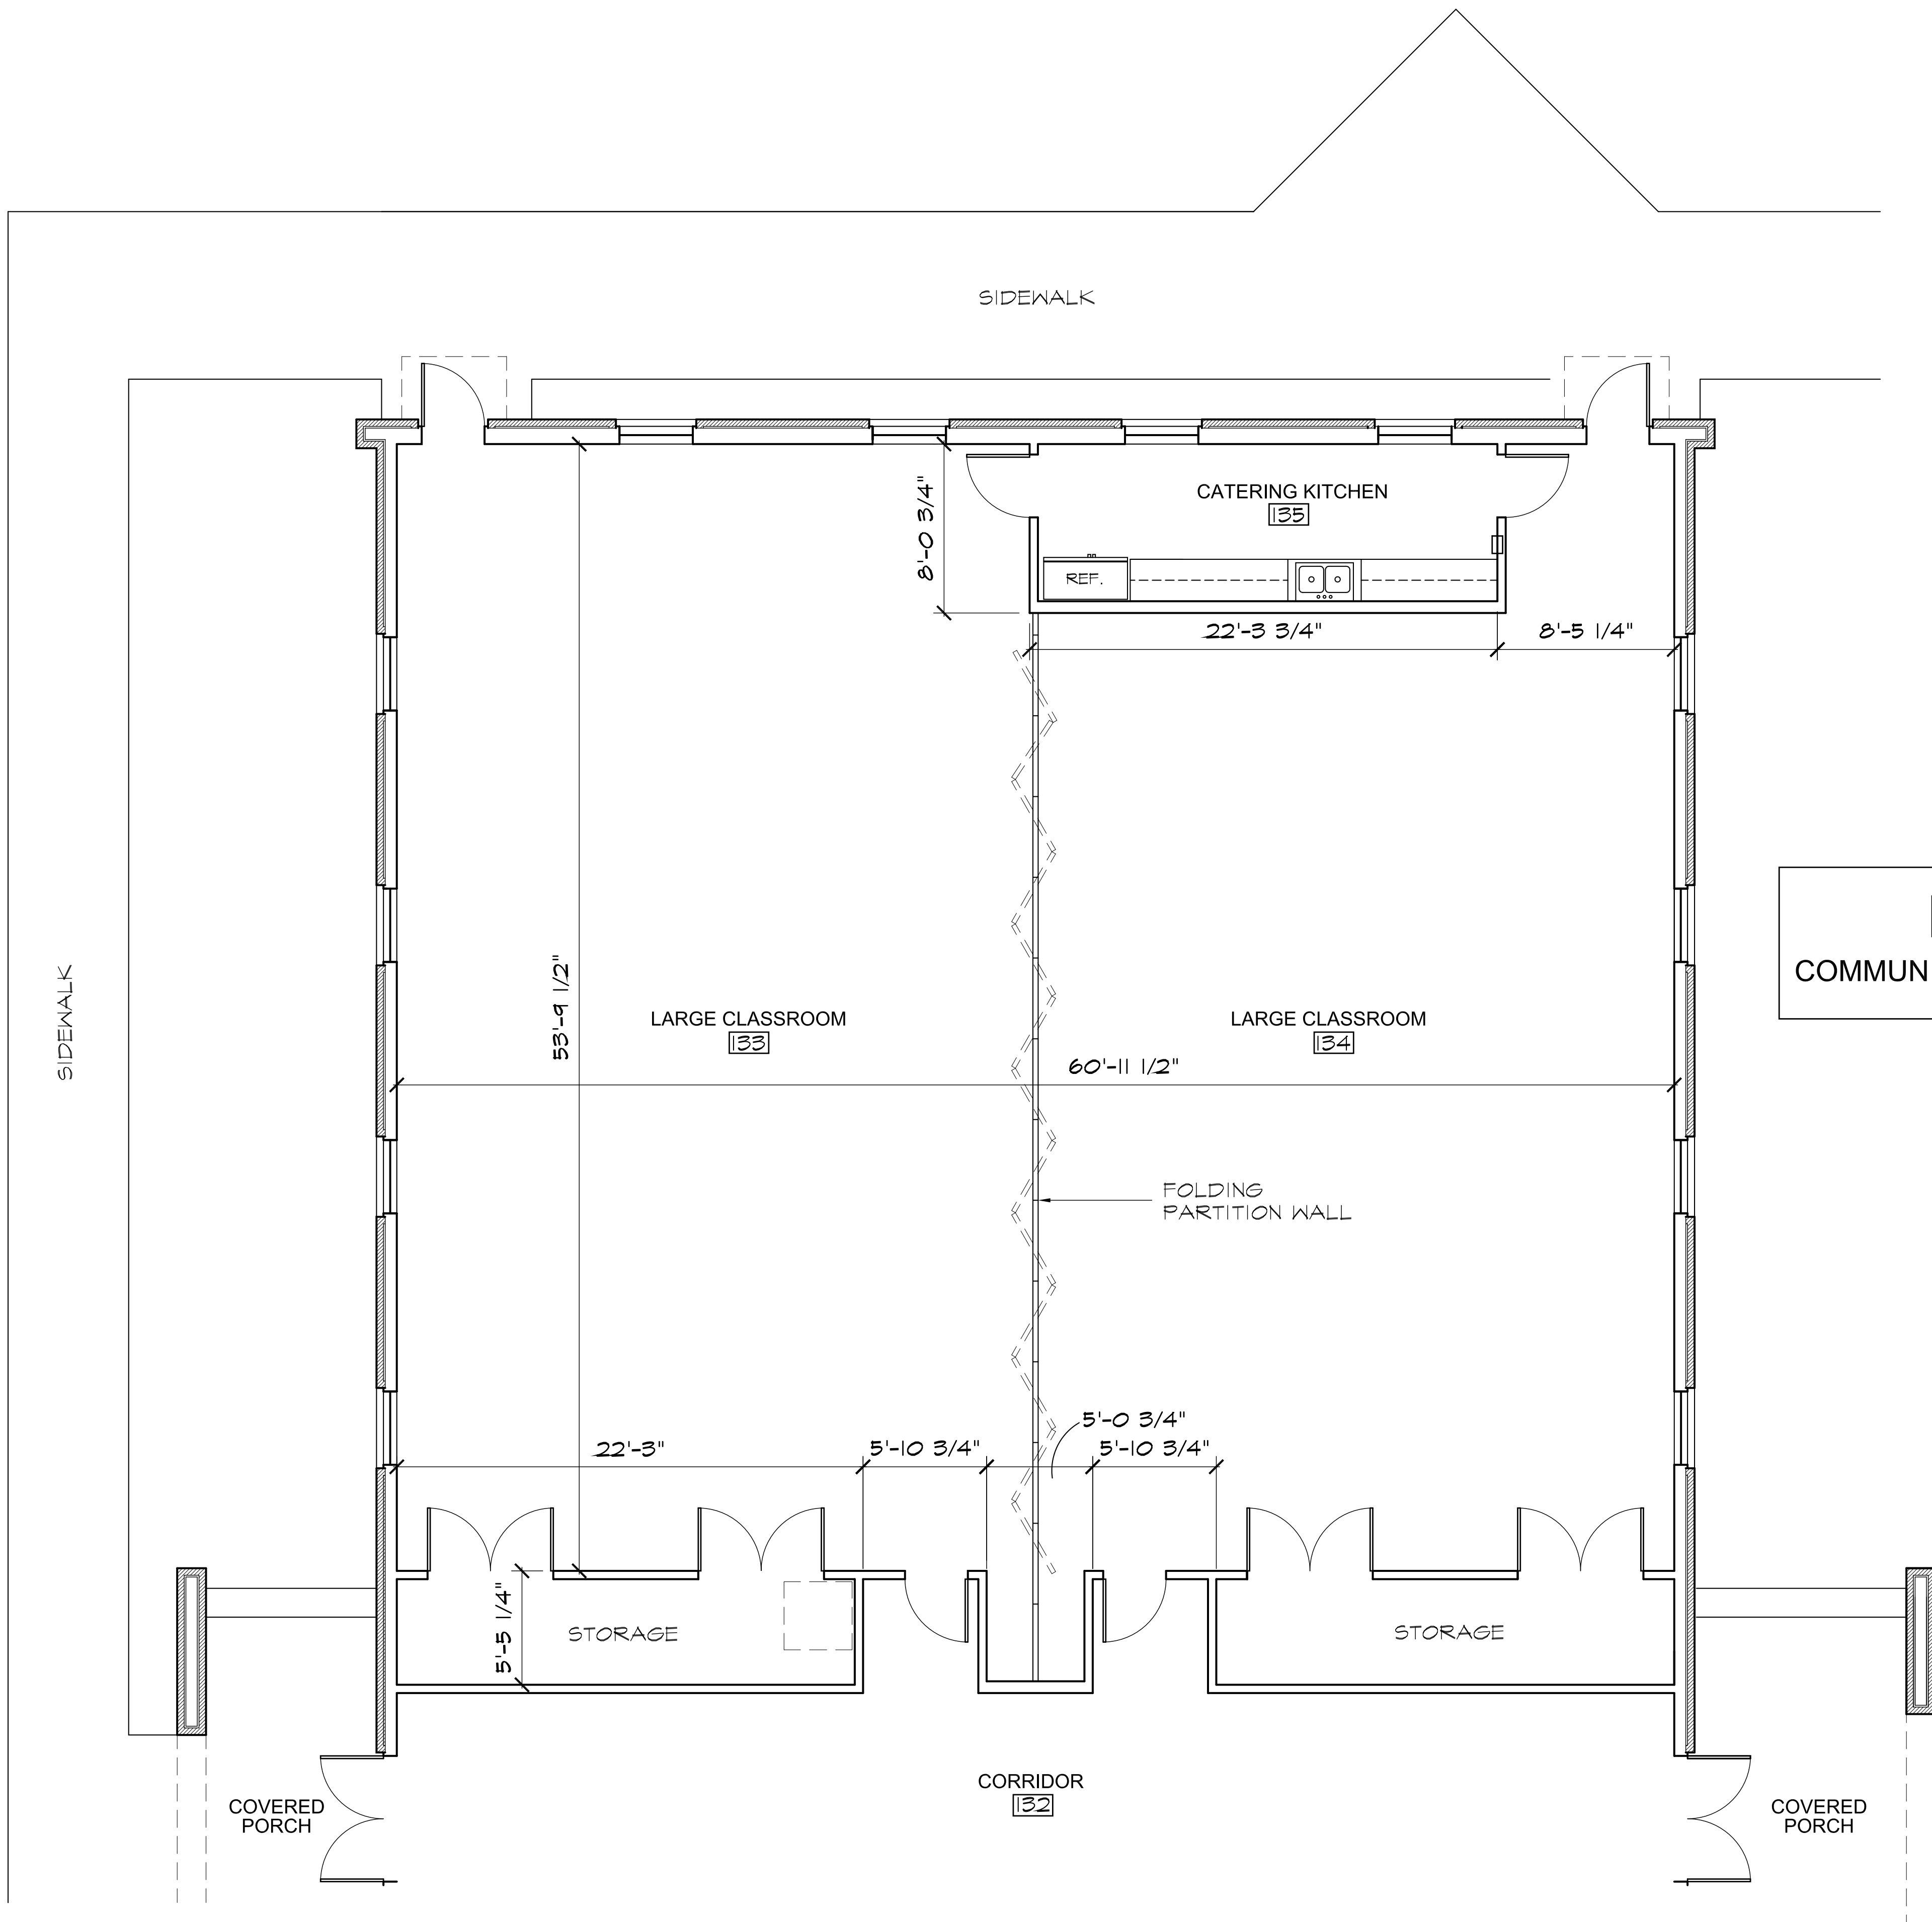 SIDEWALK
CATERING KITCHEN
135
8'-0 3/4"
REF.
22'-3 3/4"
8'-5 1/4"
SIDEWALK
53'-9 1/2"
LARGE CLASSROOM
133
LARGE CLASSROOM
134
COMMUN
60'-11 1/2"
FOLDING
PARTITION WALL
5'-0 3/4"
22'-3"
5'-10 3/4"
5'-10 3/4"
5'-5 1/4"
STORAGE
STORAGE
CORRIDOR
132
COVERED
PORCH
COVERED
PORCH